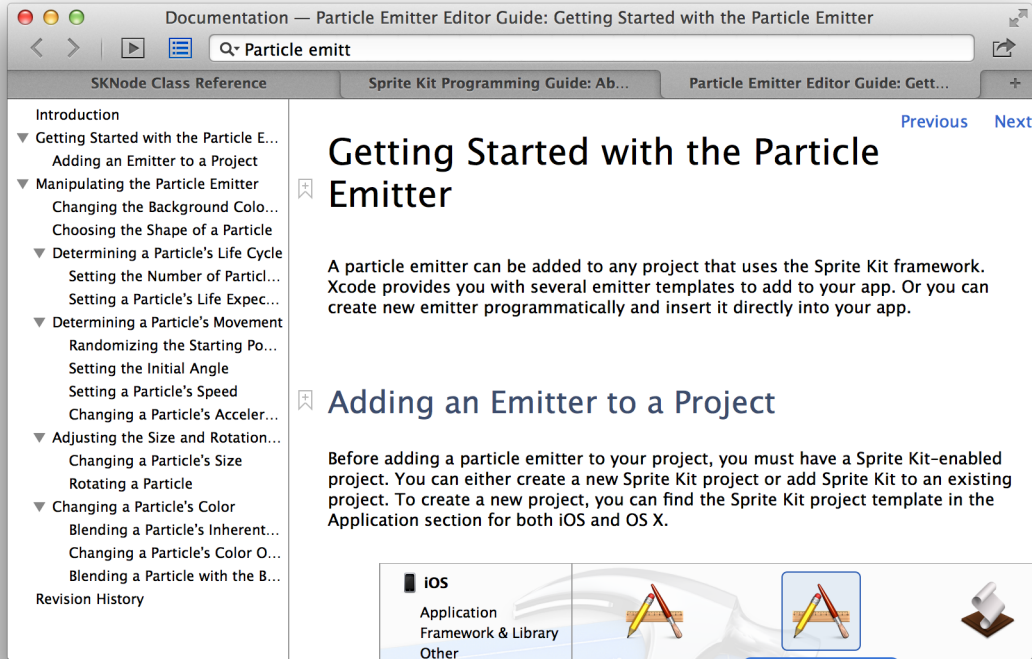 Documentation — Particle Emitter Editor Guide: Getting Started with the Particle Emitter
Particle emitt
SKNode Class Reference
Sprite Kit Programming Guide: Ab...
Particle Emitter Editor Guide: Gett...
Introduction
Getting Started with the Particle E...
Adding an Emitter to a Project
Manipulating the Particle Emitter
Changing the Background Colo...
Choosing the Shape of a Particle
Determining a Particle's Life Cycle
Setting the Number of Particl...
Setting a Particle's Life Expec...
Determining a Particle's Movement
Randomizing the Starting Po...
Setting the Initial Angle
Setting a Particle's Speed
Changing a Particle's Acceler...
Adjusting the Size and Rotation...
Changing a Particle's Size
Rotating a Particle
Changing a Particle's Color
Blending a Particle's Inherent...
Changing a Particle's Color O...
Blending a Particle with the B...
Revision History
Previous Next
Getting Started with the Particle
Emitter
A particle emitter can be added to any project that uses the Sprite Kit framework.
Xcode provides you with several emitter templates to add to your app. Or you can
create new emitter programmatically and insert it directly into your app.
Adding an Emitter to a Project
Before adding a particle emitter to your project, you must have a Sprite Kit–enabled
project. You can either create a new Sprite Kit project or add Sprite Kit to an existing
project. To create a new project, you can find the Sprite Kit project template in the
Application section for both iOS and OS X.
iOS
Application
Framework & Library
Other